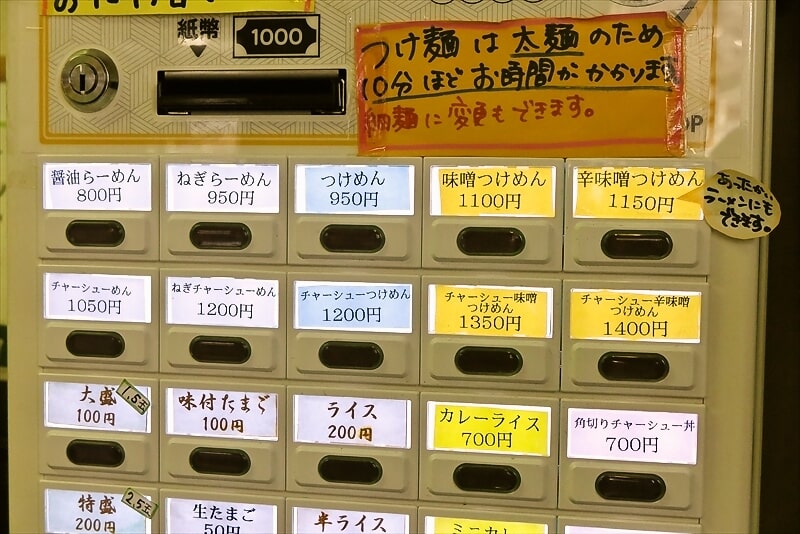 紙幣
1000
つけ麺は太麺のため
10分ほどお時間がかかります
細麺に変更もできます。
OP
醤油らーめん
800円
ねぎらーめん
950円
つけめん
950円
味噌つけめん
1100円
辛味噌つけめん
1150円
あったかい
ラーメンにも
できます。
チャーシューめん
1050円
ねぎチャーシューめん
1200円
チャーシューつけめん
1200円
チャーシュー味噌
つけめん
1350円
チャーシュー辛味噌
つけめん
1400円
大盛
1.5玉
100円
味付たまご
100円
ライス
200円
カレーライス
700円
角切りチャーシュー丼
700円
特盛
2.5玉
200円
生たまご
50円
半ライス
ミニカレー